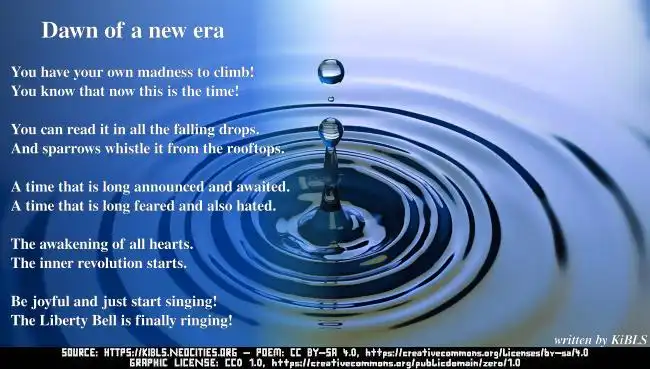 Dawn of a new era
You have your own madness to climb!
You know that now this is the time!
You can read it in all the falling drops.
And sparrows whistle it from the rooftops.
A time that is long announced and awaited.
A time that is long feared and also hated.
The awakening of all hearts.
The inner revolution starts.
Be joyful and just start singing!
The Liberty Bell is finally ringing!
written by KiBLS
SOURCE: HTTPS://KIBLS.NEOCITIES.ORG - POEM: CC BY-SA 4.0, https://creativecommons.org/licenses/by-sa/4.0
GRAPHIC LICENSE: CC0 1.0, https://creativecommons.org/publicdomain/zero/1.0